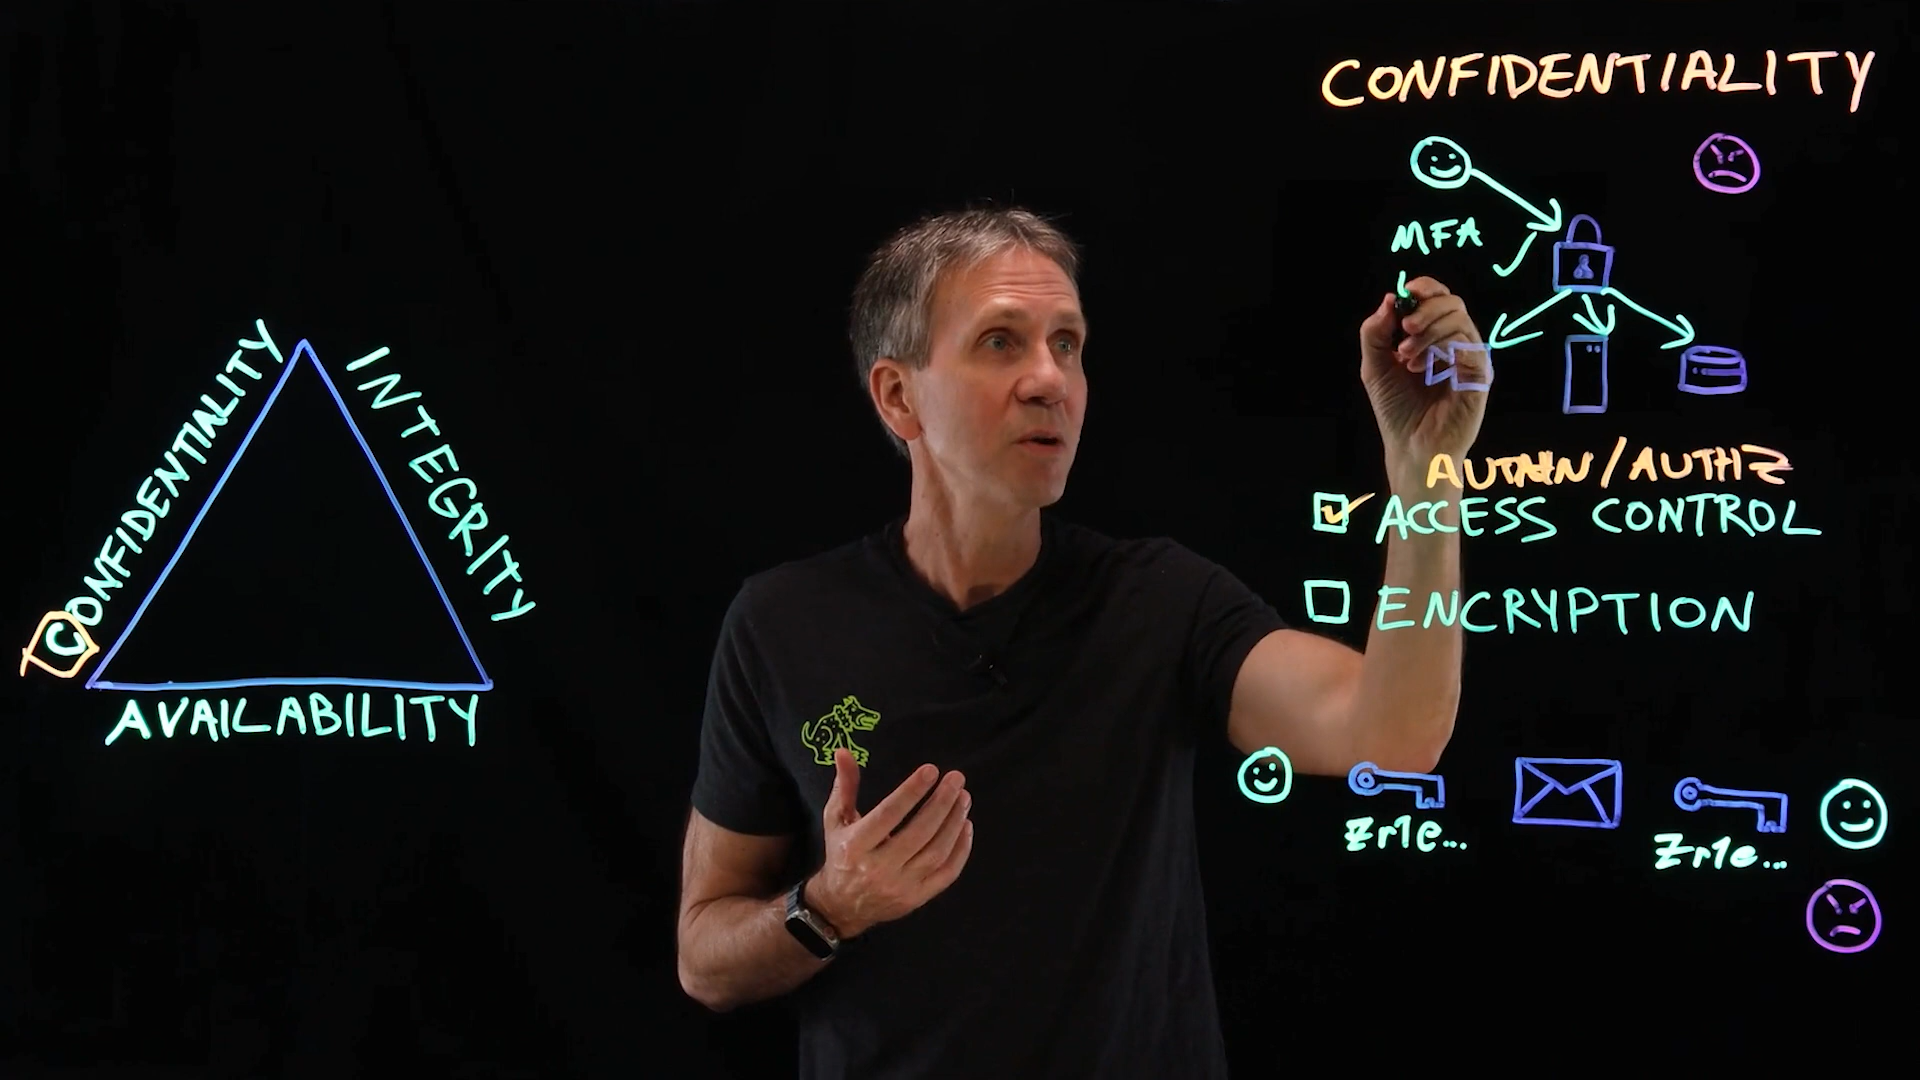 CONFIDENTIALITY
INTEGRITY
AVAILABILITY
CONFIDENTIALITY
MFA
AUTHN/AUTHZ
ACCESS CONTROL
ENCRYPTION
Zr1e...
Zr1e...